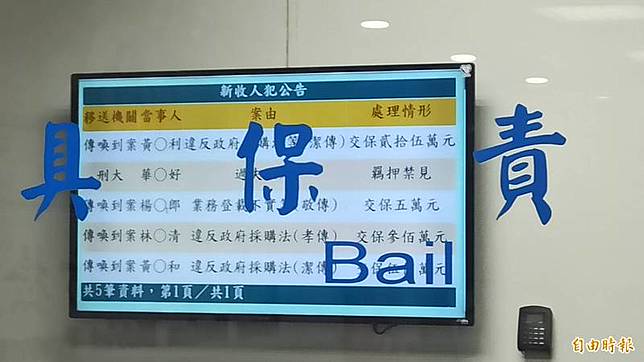 新收人犯公告
移送機關 當事人 案由 處理情形
傳喚到案 黃○利 違反政府採購法(潔傳) 交保貳拾伍萬元
刑大 華○好 過失 羈押禁見
傳喚到案 楊○郎 業務登載不實(敬傳) 交保五萬元
傳喚到案 林○清 違反政府採購法(孝傳) 交保參佰萬元
傳喚到案 黃○和 違反政府採購法(潔傳)
共5筆資料,第1頁/共1頁
具保責
Bail
自由時報